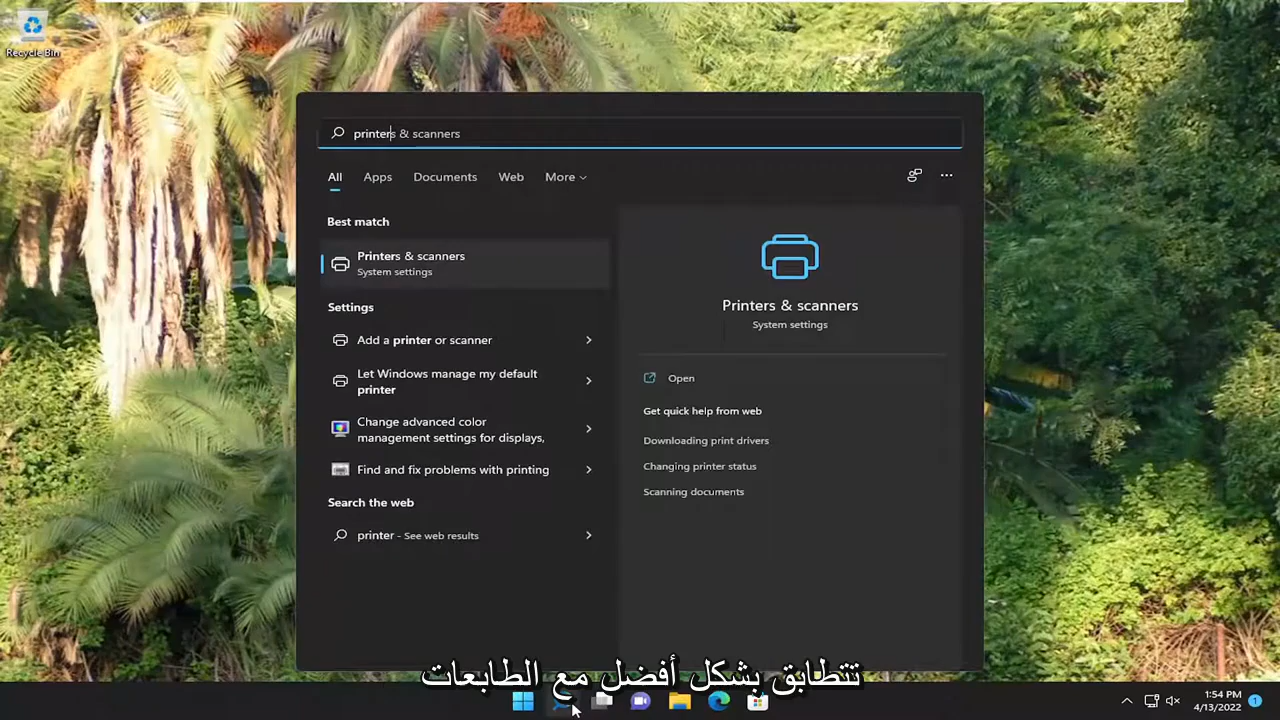 Recycle Bin
printers & scanners
All Apps Documents Web More
Best match
Printers & scanners
System settings
Settings
Add a printer or scanner
Let Windows manage my default
printer
Change advanced color
management settings for displays,
Find and fix problems with printing
Search the web
printer - See web results
Printers & scanners
System settings
Open
Get quick help from web
Downloading print drivers
Changing printer status
Scanning documents
تتطابق بشكل أفضل مع الطابعات
1:54 PM
4/13/2022
1